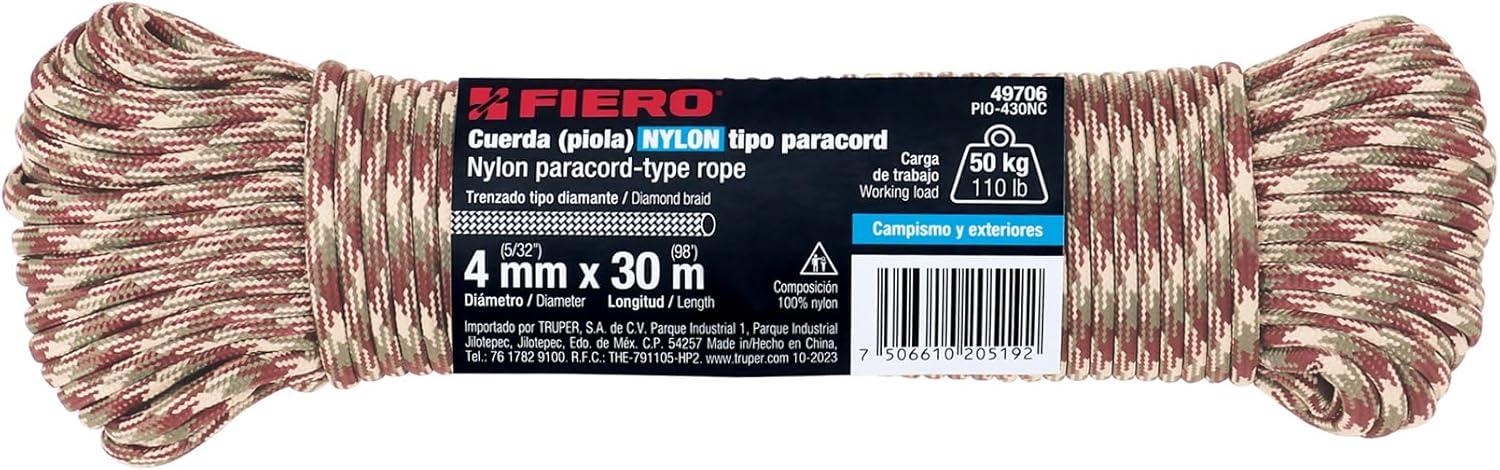 FIERO®
49706
PIO-430NC
Cuerda (piola) NYLON tipo paracord
Nylon paracord-type rope
Trenzado tipo diamante / Diamond braid
(5/32") (98')
4 mm x 30 m
Diámetro / Diameter Longitud / Length
Carga
de trabajo
Working load
50 kg
110 lb
Campismo y exteriores
Composición
100% nylon
Importado por TRUPER, S.A. de C.V. Parque Industrial 1, Parque Industrial
Jilotepec, Jilotepec, Edo. de Méx. C.P. 54257 Made in/Hecho en China,
Tel.: 76 1782 9100. R.F.C.: THE-791105-HP2. www.truper.com 10-2023
7 506610 205192